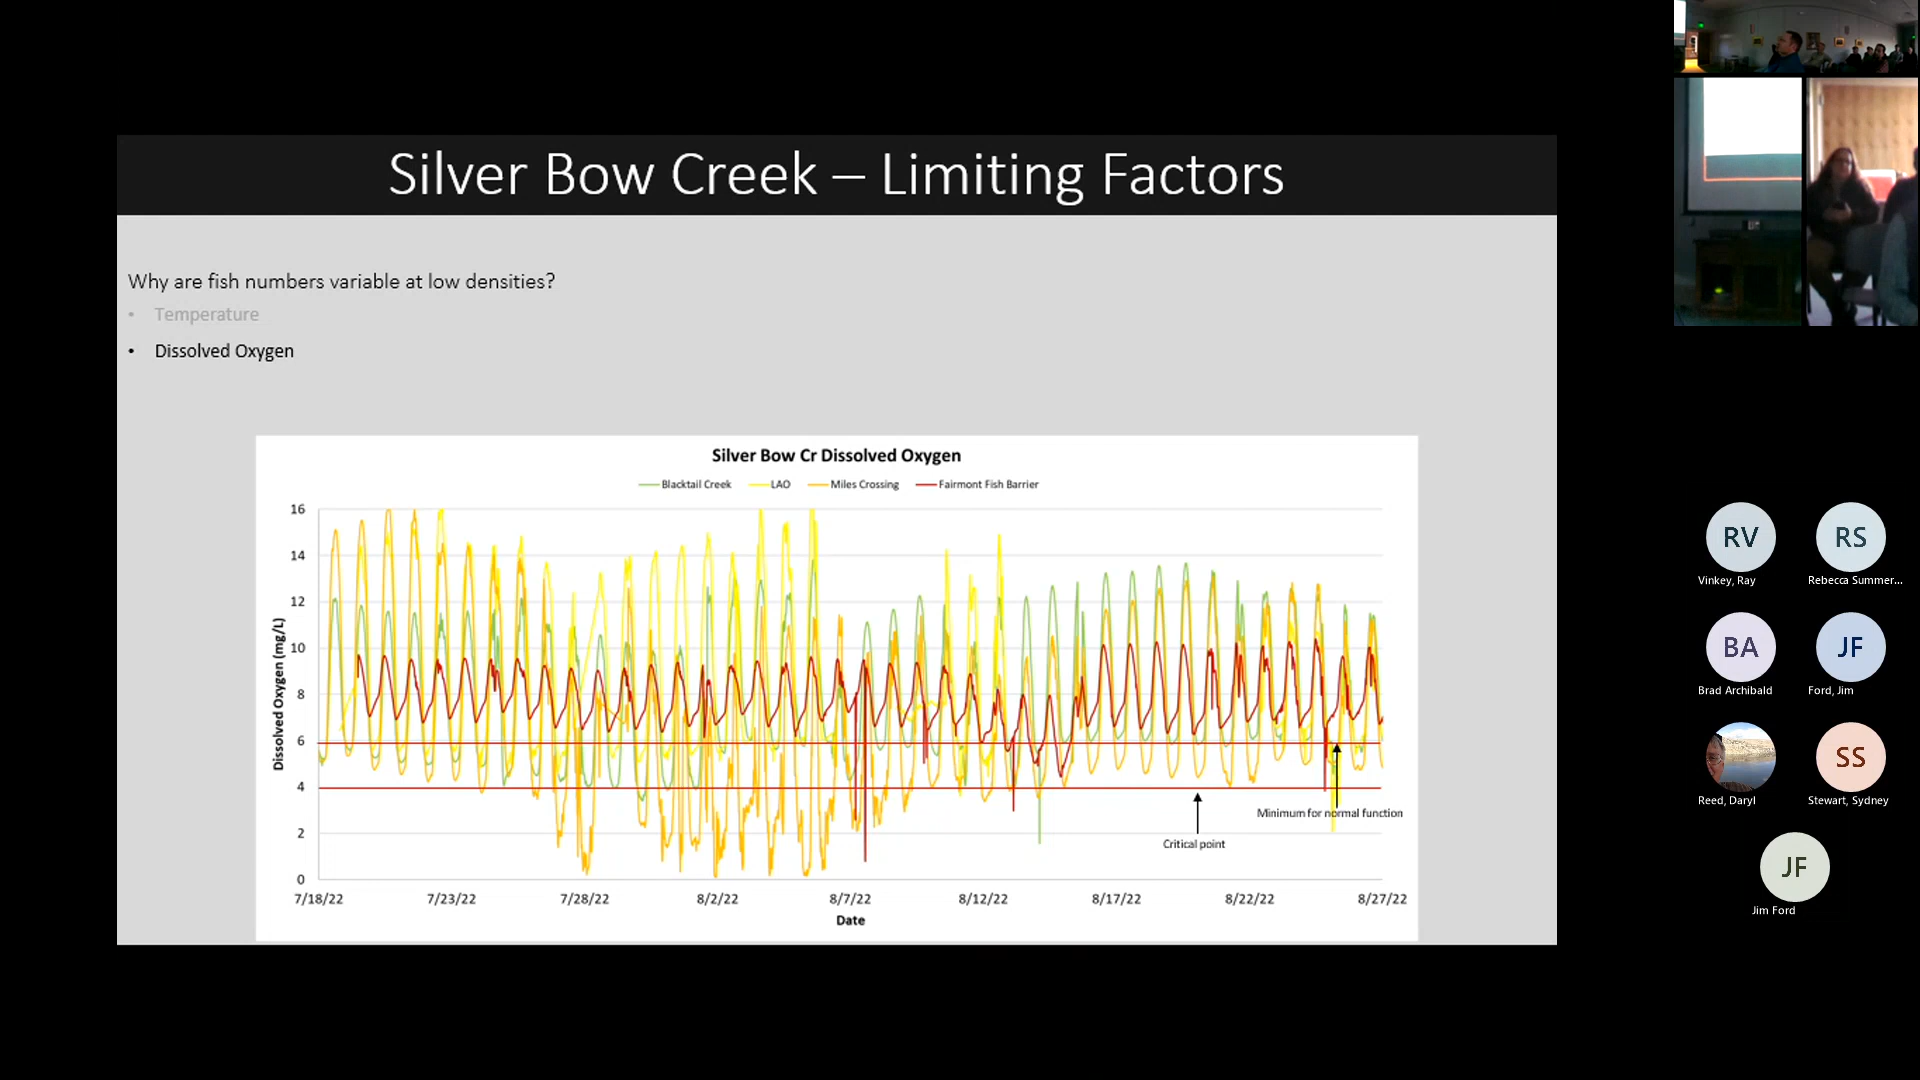 Silver Bow Creek – Limiting Factors
Why are fish numbers variable at low densities?
• Temperature
• Dissolved Oxygen
Silver Bow Cr Dissolved Oxygen
Blacktail Creek LAO Miles Crossing Fairmont Fish Barrier
Dissolved Oxygen (mg/L)
16
14
12
10
8
6
4
2
0
Minimum for normal function
Critical point
7/18/22 7/23/22 7/28/22 8/2/22 8/7/22 8/12/22 8/17/22 8/22/22 8/27/22
Date
RV RS
Vinkey, Ray Rebecca Summer...
BA JF
Brad Archibald Ford, Jim
SS
Reed, Daryl Stewart, Sydney
JF
Jim Ford